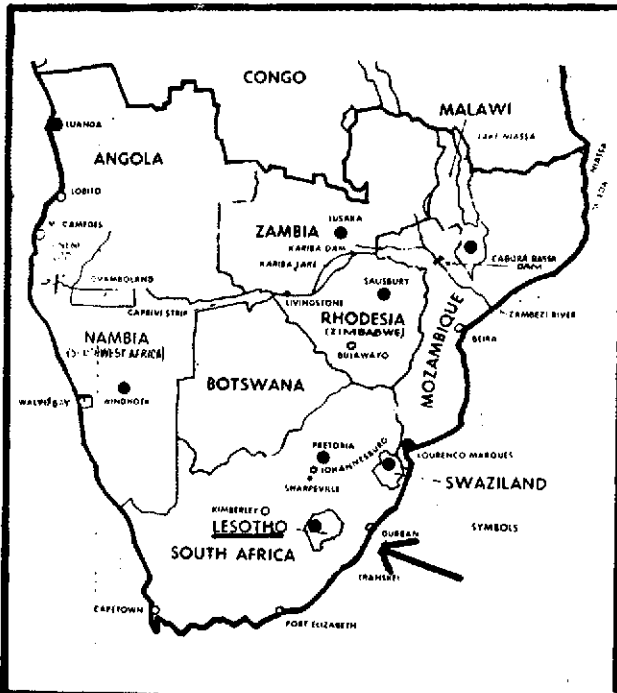 CONGO
MALAWI
LAKE NIASSA
NIASSA
LUANDA
ANGOLA
LOBITO
ZAMBIA
LUSAKA
KARIBA DAM
KARIBA LAKE
CABORA BASSA
DAM
OVAMBOLAND
CAPRIVI STRIP
LIVINGSTONE
SALISBURY
ZAMBEZI RIVER
RHODESIA
(ZIMBABWE)
MOZAMBIQUE
BEIRA
NAMBIA
BULAWAYO
BOTSWANA
WALVIS BAY
WINDHOEK
PRETORIA
JOHANNESBURG
LOURENCO MARQUES
SHARPEVILLE
SWAZILAND
KIMBERLEY
LESOTHO
DURBAN
SYMBOLS
SOUTH AFRICA
TRANSKEI
CAPETOWN
PORT ELIZABETH